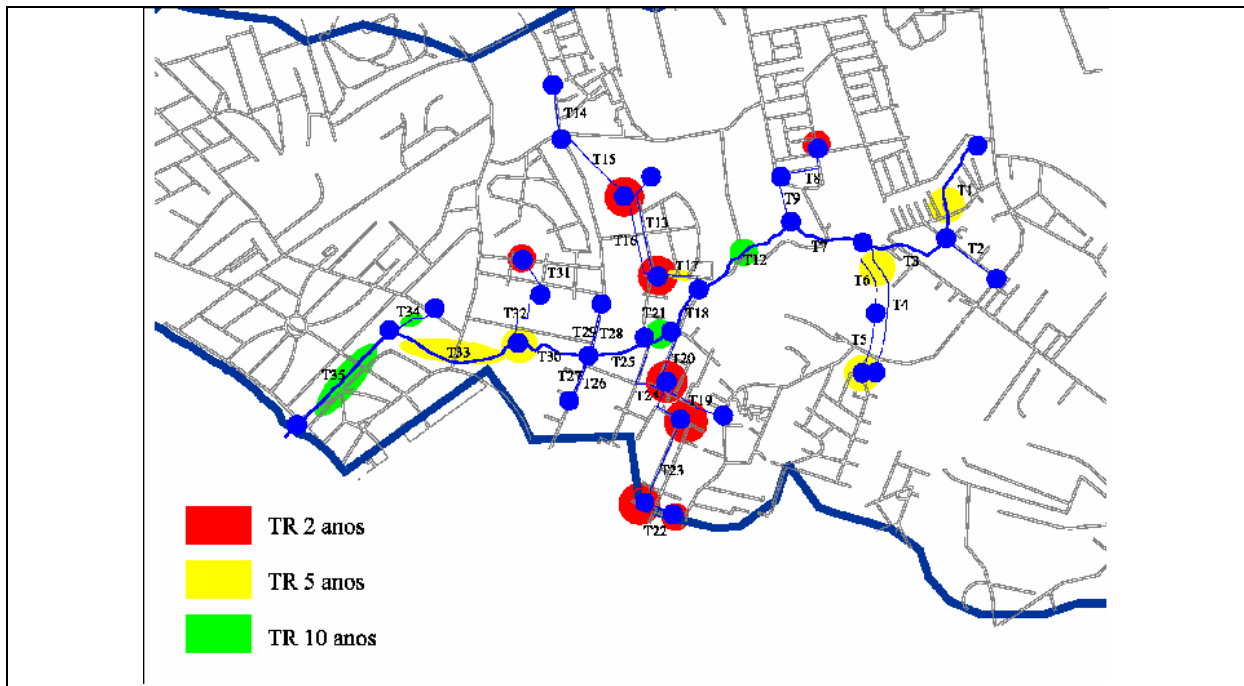 T14
T15
T8
T1
T9
T13
T16
T2
T7
T3
T12
T17
T31
T6
T4
T18
T34
T21
T32
T29
T28
T5
T33
T30
T25
T20
T27
T26
T35
T24
T19
T23
T22
TR 2 anos
TR 5 anos
TR 10 anos